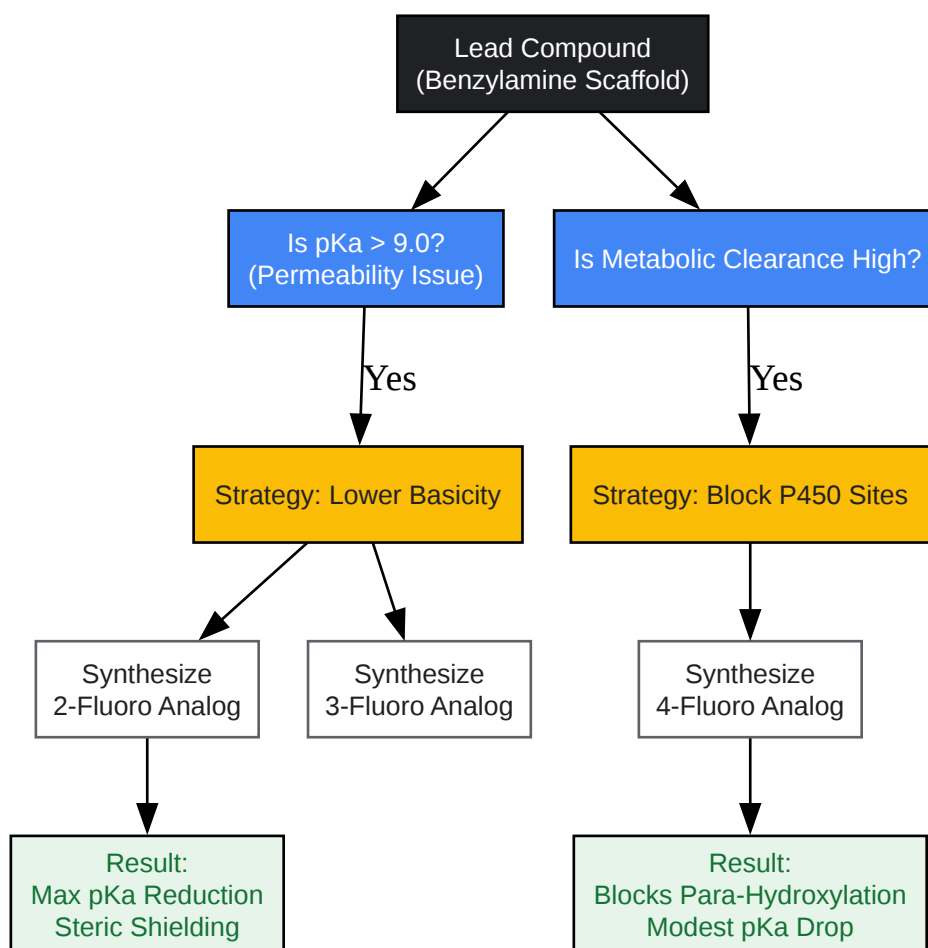 Lead Compound
(Benzylamine Scaffold)
Is pKa > 9.0?
(Permeability Issue)
Is Metabolic Clearance High?
Yes
Yes
Strategy: Lower Basicity
Strategy: Block P450 Sites
Synthesize
2-Fluoro Analog
Synthesize
3-Fluoro Analog
Synthesize
4-Fluoro Analog
Result:
Max pKa Reduction
Steric Shielding
Result:
Blocks Para-Hydroxylation
Modest pKa Drop